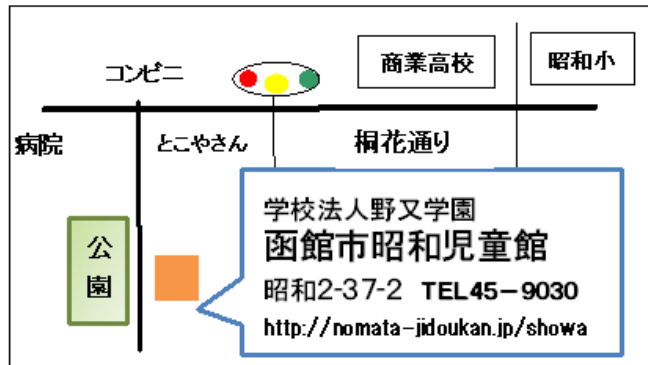 コンビニ
商業高校
昭和小
病院
とこやさん
桐花通り
公園
学校法人野又学園
函館市昭和児童館
昭和2-37-2 TEL45-9030
http://nomata-jidoukan.jp/showa